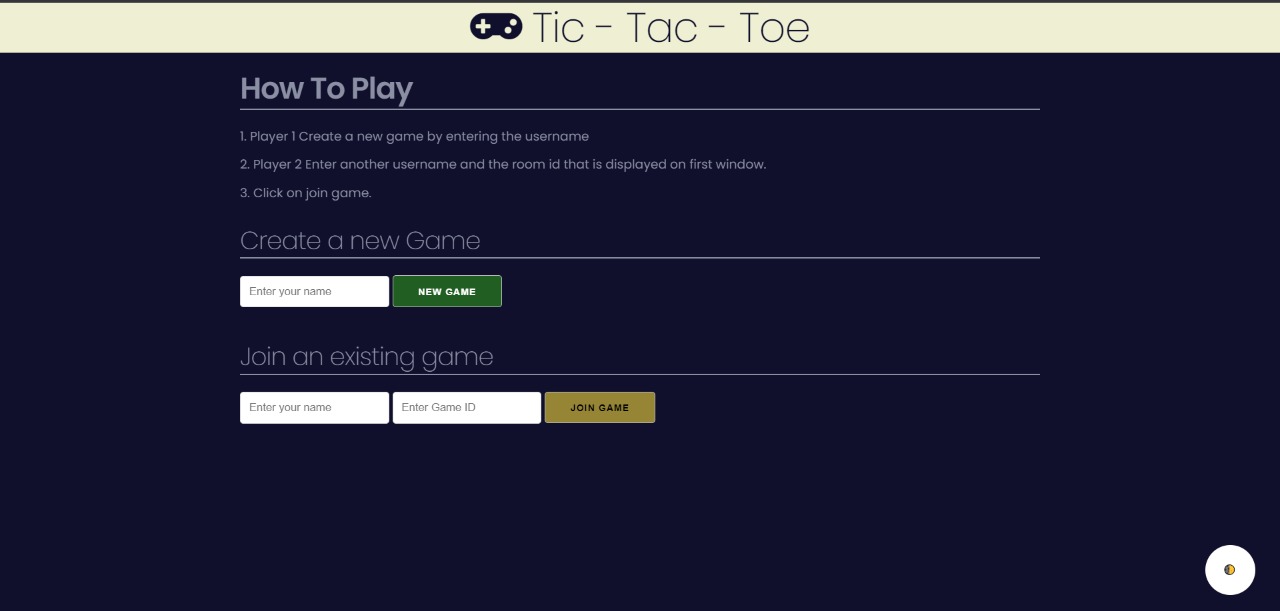 Tic - Tac - Toe
How To Play
1. Player 1 Create a new game by entering the username
2. Player 2 Enter another username and the room id that is displayed on first window.
3. Click on join game.
Create a new Game
Enter your name NEW GAME
Join an existing game
Enter your name Enter Game ID JOIN GAME